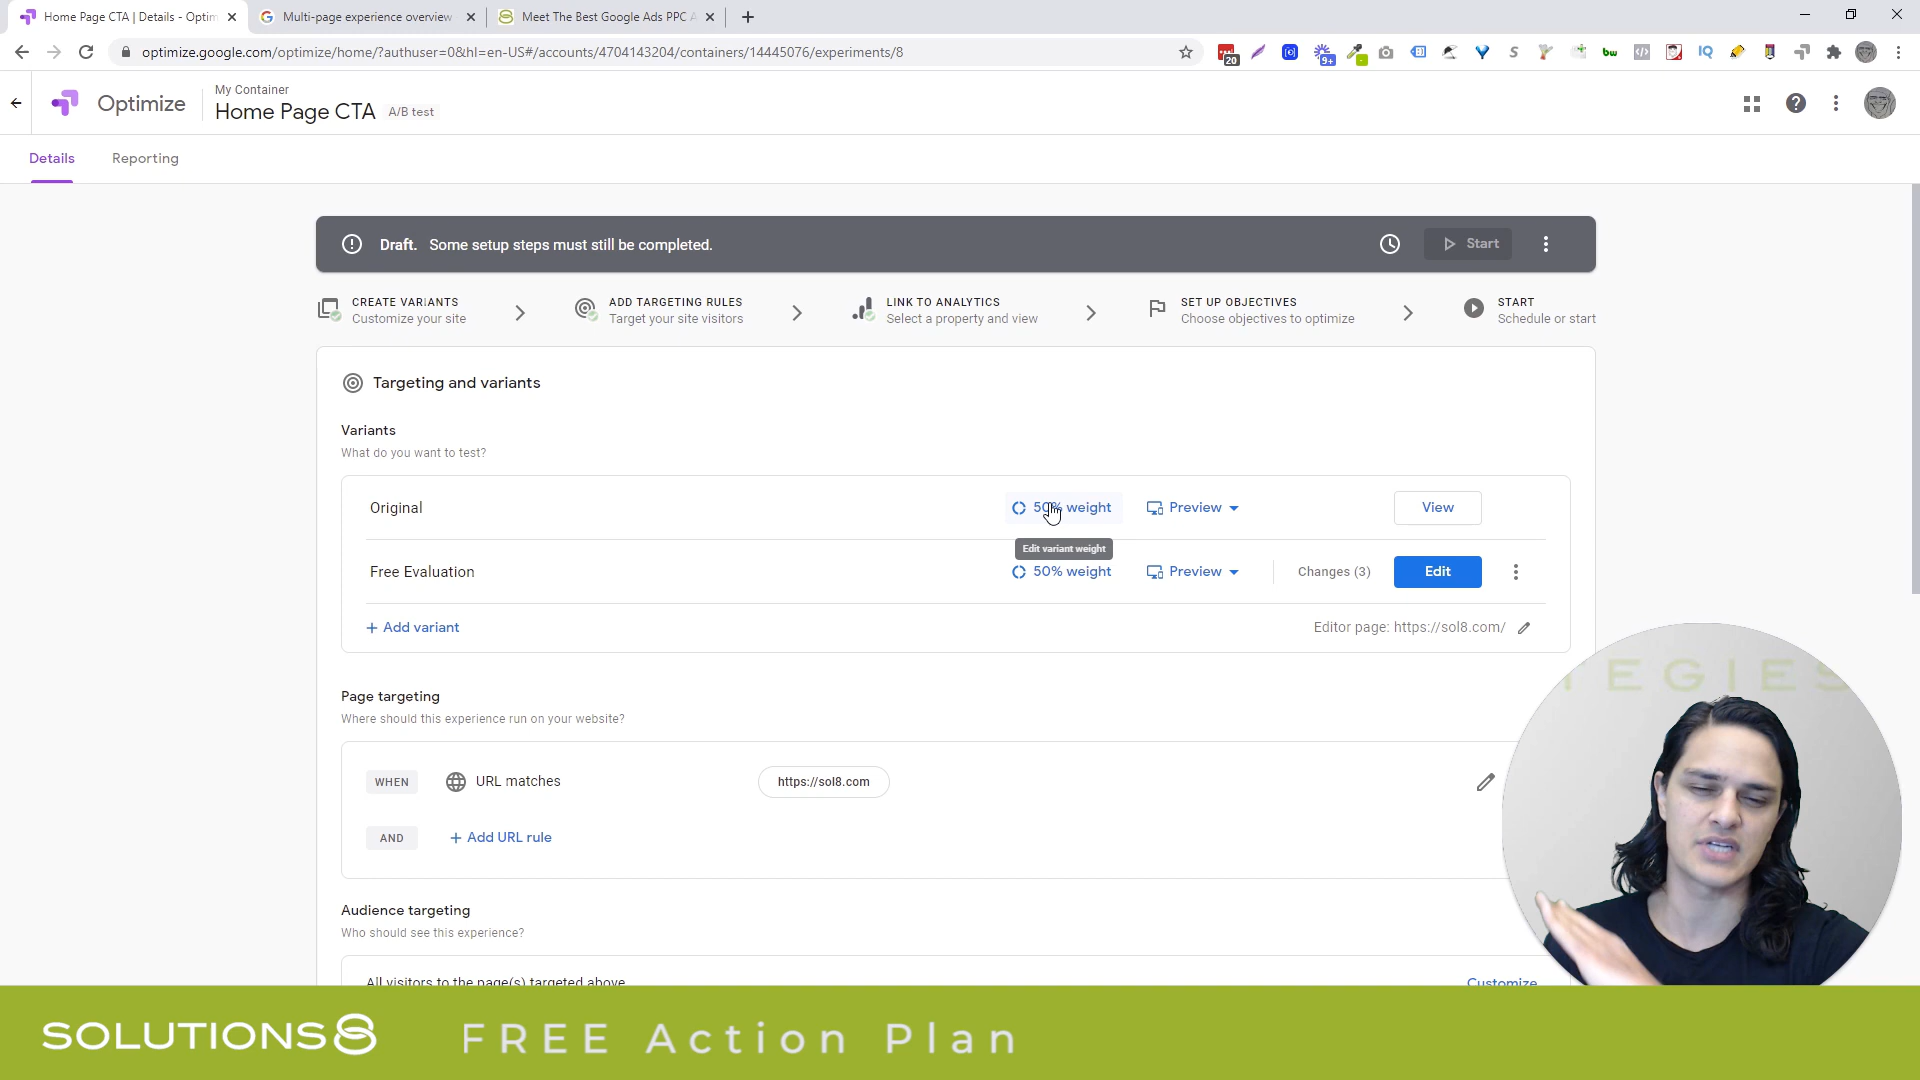 Home Page CTA | Details - Optim
Multi-page experience overview
Meet The Best Google Ads PPC A
optimize.google.com/optimize/home/?authuser=0&hl=en-US#/accounts/4704143204/containers/14445076/experiments/8
20
9+
S
bw
IQ
Optimize
My Container
Home Page CTA A/B test
Details
Reporting
Draft. Some setup steps must still be completed.
Start
CREATE VARIANTS
Customize your site
ADD TARGETING RULES
Target your site visitors
LINK TO ANALYTICS
Select a property and view
SET UP OBJECTIVES
Choose objectives to optimize
START
Schedule or start
Targeting and variants
Variants
What do you want to test?
Original 50% weight Preview View
Edit variant weight
Free Evaluation 50% weight Preview Changes (3) Edit
+ Add variant
Editor page: https://sol8.com/
Page targeting
Where should this experience run on your website?
WHEN URL matches https://sol8.com
AND + Add URL rule
Audience targeting
Who should see this experience?
All visitors to the page(s) targeted above
Customize
TEGIES
SOLUTIONS8
FREE Action Plan